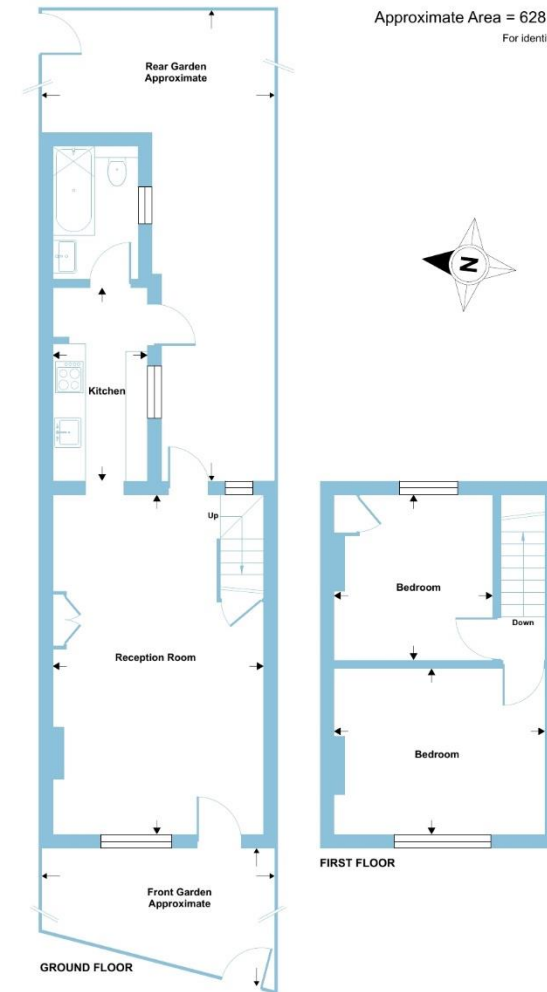 Approximate Area = 628
For identi
Rear Garden
Approximate
N
Kitchen
Up
Reception Room
Bedroom
Down
Bedroom
FIRST FLOOR
Front Garden
Approximate
GROUND FLOOR